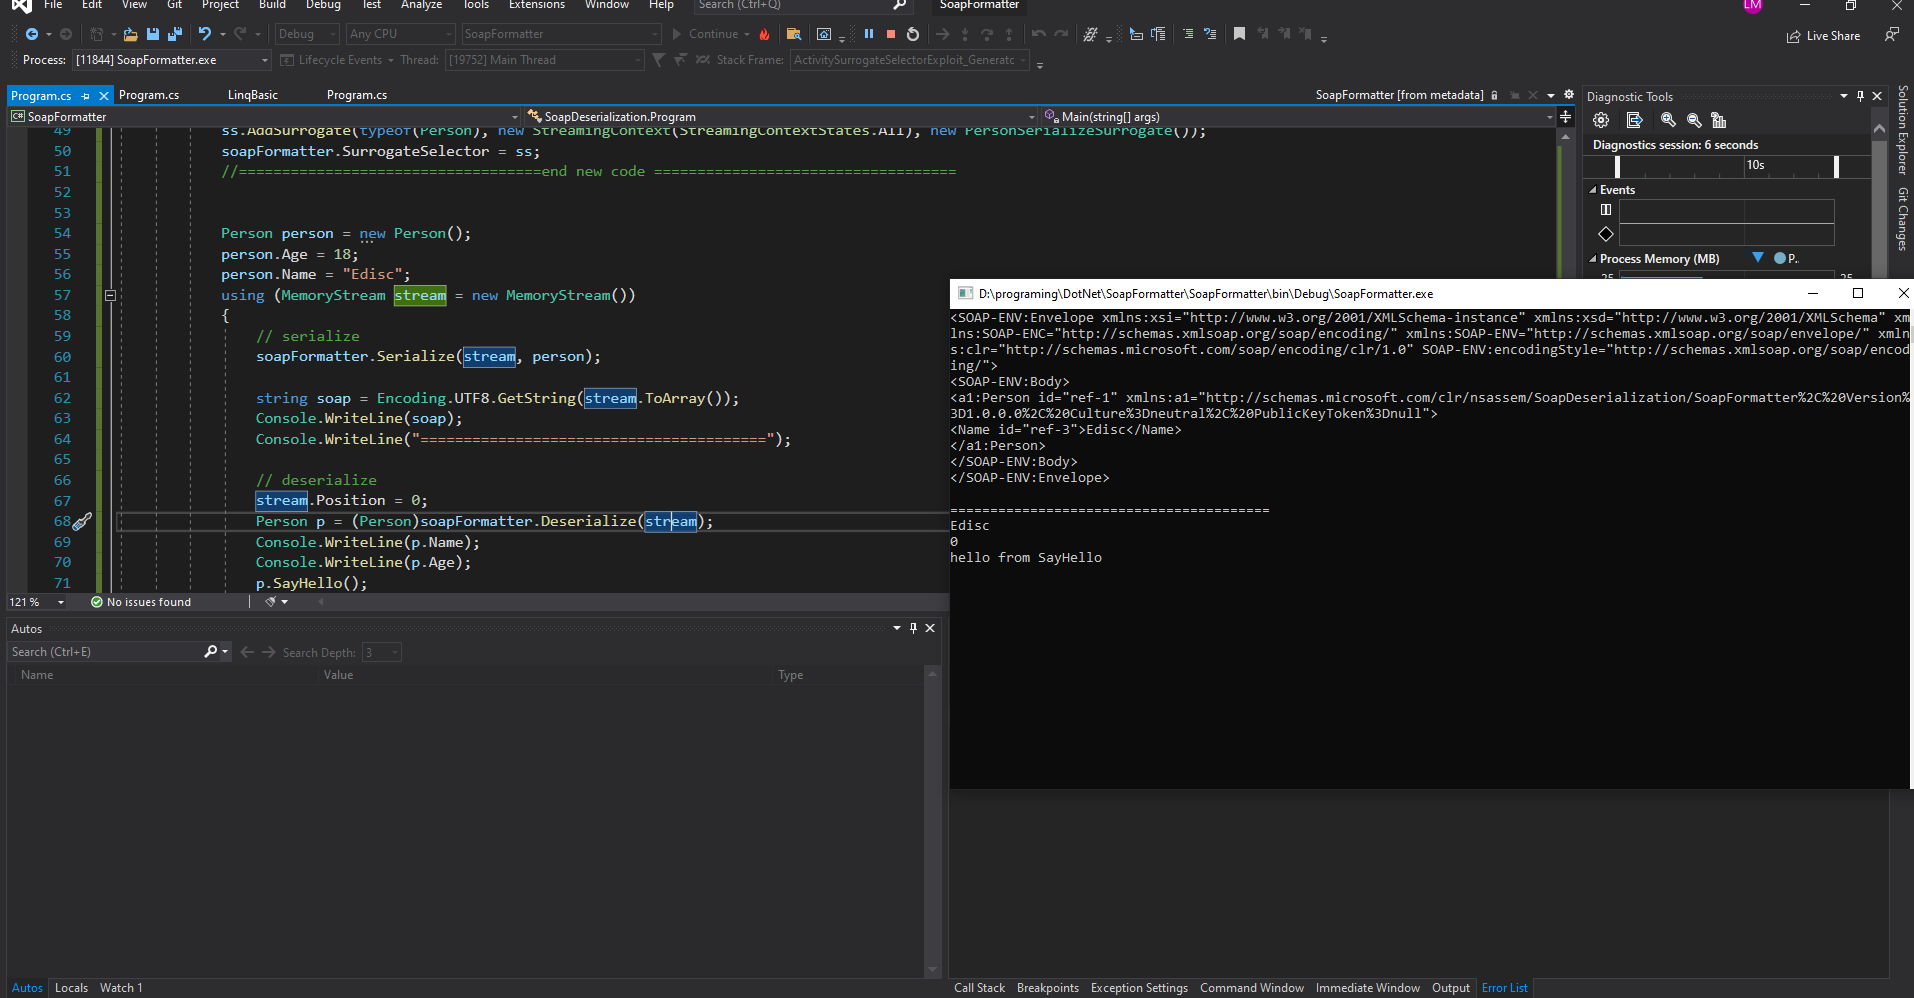 File Edit View Git Project Build Debug Test Analyze Tools Extensions Window Help Search (Ctrl+Q) SoapFormatter LM
Debug Any CPU SoapFormatter Continue Live Share
Process: [11844] SoapFormatter.exe Lifecycle Events Thread: [19752] Main Thread Stack Frame: ActivitySurrogateSelectorExploit_Generatc
Program.cs Program.cs LinqBasic Program.cs SoapFormatter [from metadata]
C# SoapFormatter SoapDeserialization.Program Main(string[] args)
49 ss.AddSurrogate(typeof(Person), new StreamingContext(StreamingContextStates.All), new PersonSerializeSurrogate());
50 soapFormatter.SurrogateSelector = ss;
51 //===================================end new code ===================================
52
53
54 Person person = new Person();
55 person.Age = 18;
56 person.Name = "Edisc";
57 using (MemoryStream stream = new MemoryStream())
58 {
59 // serialize
60 soapFormatter.Serialize(stream, person);
61
62 string soap = Encoding.UTF8.GetString(stream.ToArray());
63 Console.WriteLine(soap);
64 Console.WriteLine("========================================");
65
66 // deserialize
67 stream.Position = 0;
68 Person p = (Person)soapFormatter.Deserialize(stream);
69 Console.WriteLine(p.Name);
70 Console.WriteLine(p.Age);
71 p.SayHello();
121 % No issues found
Diagnostic Tools
Diagnostics session: 6 seconds
10s
Events
Process Memory (MB) P..
25 25
Solution Explorer
Git Changes
D:\programing\DotNet\SoapFormatter\SoapFormatter\bin\Debug\SoapFormatter.exe
<SOAP-ENV:Envelope xmlns:xsi="http://www.w3.org/2001/XMLSchema-instance" xmlns:xsd="http://www.w3.org/2001/XMLSchema" xm
lns:SOAP-ENC="http://schemas.xmlsoap.org/soap/encoding/" xmlns:SOAP-ENV="http://schemas.xmlsoap.org/soap/envelope/" xmln
s:clr="http://schemas.microsoft.com/soap/encoding/clr/1.0" SOAP-ENV:encodingStyle="http://schemas.xmlsoap.org/soap/encod
ing/">
<SOAP-ENV:Body>
<a1:Person id="ref-1" xmlns:a1="http://schemas.microsoft.com/clr/nsassem/SoapDeserialization/SoapFormatter%2C%20Version%
3D1.0.0.0%2C%20Culture%3Dneutral%2C%20PublicKeyToken%3Dnull">
<Name id="ref-3">Edisc</Name>
</a1:Person>
</SOAP-ENV:Body>
</SOAP-ENV:Envelope>
========================================
Edisc
0
hello from SayHello
Autos
Search (Ctrl+E) Search Depth: 3
Name Value Type
Autos Locals Watch 1
Call Stack Breakpoints Exception Settings Command Window Immediate Window Output Error List